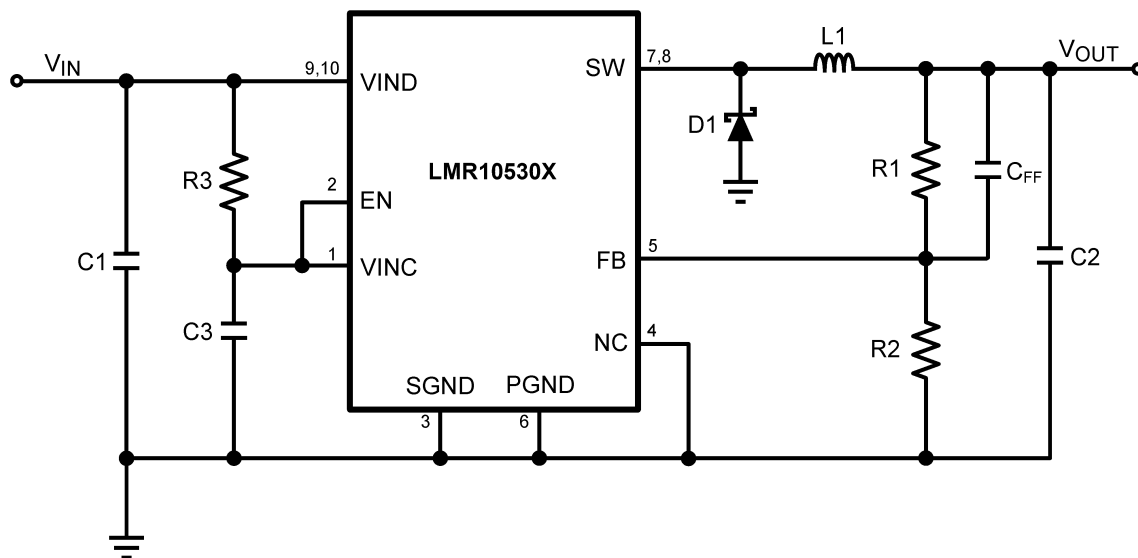 VIN
9,10
VIND
SW
7,8
L1
VOUT
D1
R3
LMR10530X
R1
CFF
2
EN
1
VINC
FB
5
C1
C2
C3
NC
4
R2
SGND
PGND
3
6